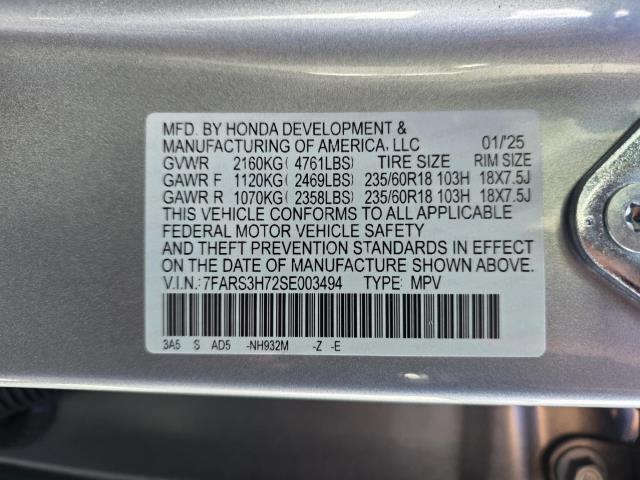 MFD. BY HONDA DEVELOPMENT &
MANUFACTURING OF AMERICA, LLC 01/'25
GVWR 2160KG( 4761LBS) TIRE SIZE RIM SIZE
GAWR F 1120KG( 2469LBS) 235/60R18 103H 18X7.5J
GAWR R 1070KG( 2358LBS) 235/60R18 103H 18X7.5J
THIS VEHICLE CONFORMS TO ALL APPLICABLE
FEDERAL MOTOR VEHICLE SAFETY
AND THEFT PREVENTION STANDARDS IN EFFECT
ON THE DATE OF MANUFACTURE SHOWN ABOVE.
V.I.N.: 7FARS3H72SE003494 TYPE: MPV
3A5 S AD5 -NH932M -Z -E